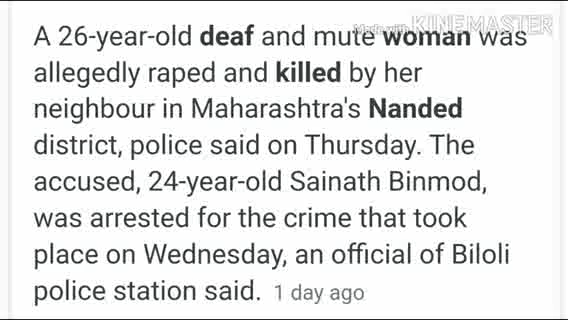 Made with KINEMASTER
A 26-year-old deaf and mute woman was
allegedly raped and killed by her
neighbour in Maharashtra's Nanded
district, police said on Thursday. The
accused, 24-year-old Sainath Binmod,
was arrested for the crime that took
place on Wednesday, an official of Biloli
police station said. 1 day ago